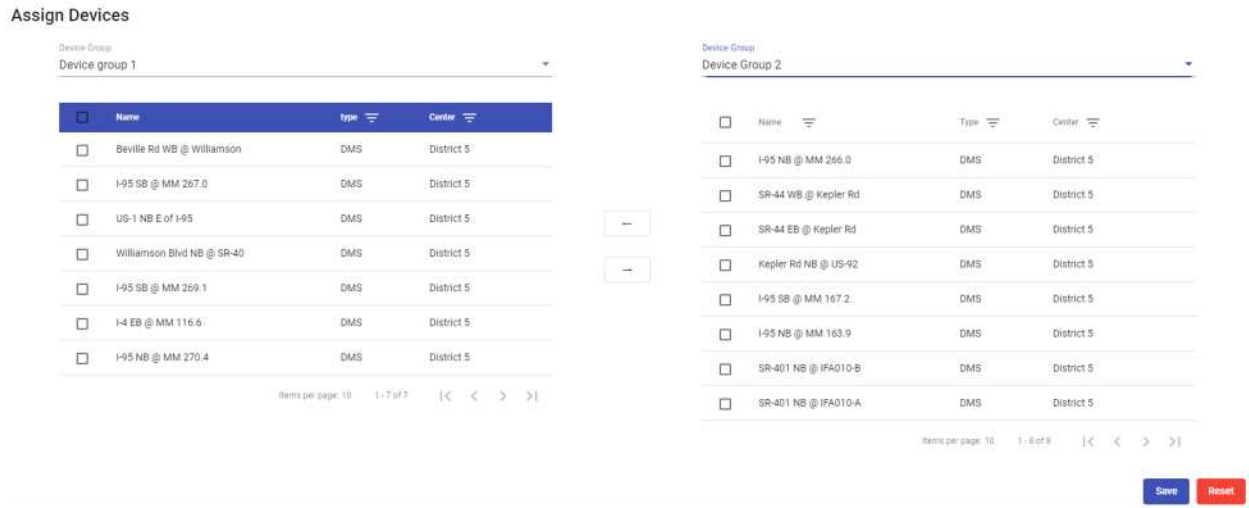 Assign Devices
Device Group
Device group 1
Name type Center
Beville Rd WB @ Williamson DMS District 5
I-95 SB @ MM 267.0 DMS District 5
US-1 NB E of I-95 DMS District 5
Williamson Blvd NB @ SR-40 DMS District 5
I-95 SB @ MM 269.1 DMS District 5
I-4 EB @ MM 116.6 DMS District 5
I-95 NB @ MM 270.4 DMS District 5
Items per page: 10 1 - 7 of 7
Device Group
Device Group 2
Name Type Center
I-95 NB @ MM 266.0 DMS District 5
SR-44 WB @ Kepler Rd DMS District 5
SR-44 EB @ Kepler Rd DMS District 5
Kepler Rd NB @ US-92 DMS District 5
I-95 SB @ MM 167.2 DMS District 5
I-95 NB @ MM 163.9 DMS District 5
SR-401 NB @ IFA010-B DMS District 5
SR-401 NB @ IFA010-A DMS District 5
Items per page: 10 1 - 8 of 8
Save Reset